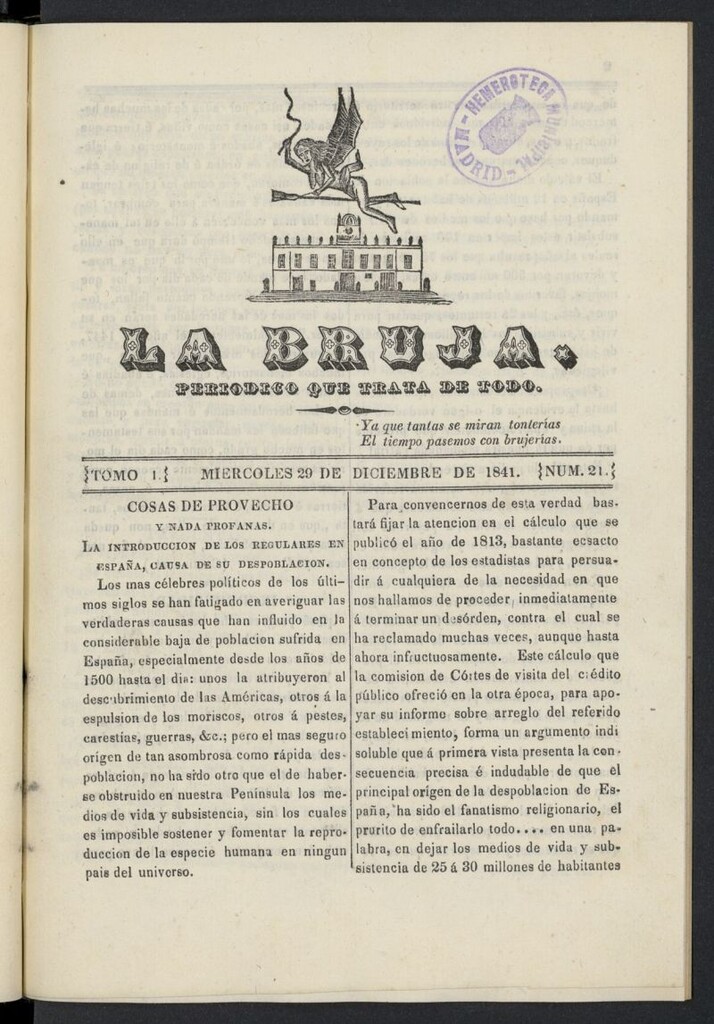 HEMEROTECA MUNICIPAL
MADRID
LA BRUJA.
PERIODICO QUE TRATA DE TODO.
Ya que tantas se miran tonterías
El tiempo pasemos con brujerías.
TOMO 1. MIERCOLES 29 DE DICIEMBRE DE 1841. NUM. 21.
COSAS DE PROVECHO
Y NADA PROFANAS.
LA INTRODUCCION DE LOS REGULARES EN
ESPAÑA, CAUSA DE SU DESPOBLACION.
Los mas célebres políticos de los últi-
mos siglos se han fatigado en averiguar las
verdaderas causas que han influido en la
considerable baja de poblacion sufrida en
España, especialmente desde los años de
1500 hasta el dia: unos la atribuyeron al
descubrimiento de las Américas, otros á la
espulsion de los moriscos, otros á pestes,
carestías, guerras, &c.; pero el mas seguro
orígen de tan asombrosa como rápida des-
poblacion, no ha sido otro que el de haber-
se obstruido en nuestra Península los me-
dios de vida y subsistencia, sin los cuales
es imposible sostener y fomentar la repro-
duccion de la especie humana en ningun
pais del universo.
Para convencernos de esta verdad bas-
tará fijar la atencion en el cálculo que se
publicó el año de 1813, bastante ecsacto
en concepto de los estadistas para persua-
dir á cualquiera de la necesidad en que
nos hallamos de proceder inmediatamente
á terminar un desórden, contra el cual se
ha reclamado muchas veces, aunque hasta
ahora infructuosamente. Este cálculo que
la comision de Córtes de visita del crédito
público ofreció en la otra época, para apo-
yar su informe sobre arreglo del referido
establecimiento, forma un argumento indi
soluble que á primera vista presenta la con-
secuencia precisa é indudable de que el
principal orígen de la despoblacion de Es-
paña, ha sido el fanatismo religionario, el
prurito de enfrailarlo todo.... en una pa-
labra, en dejar los medios de vida y sub-
sistencia de 25 á 30 millones de habitantes